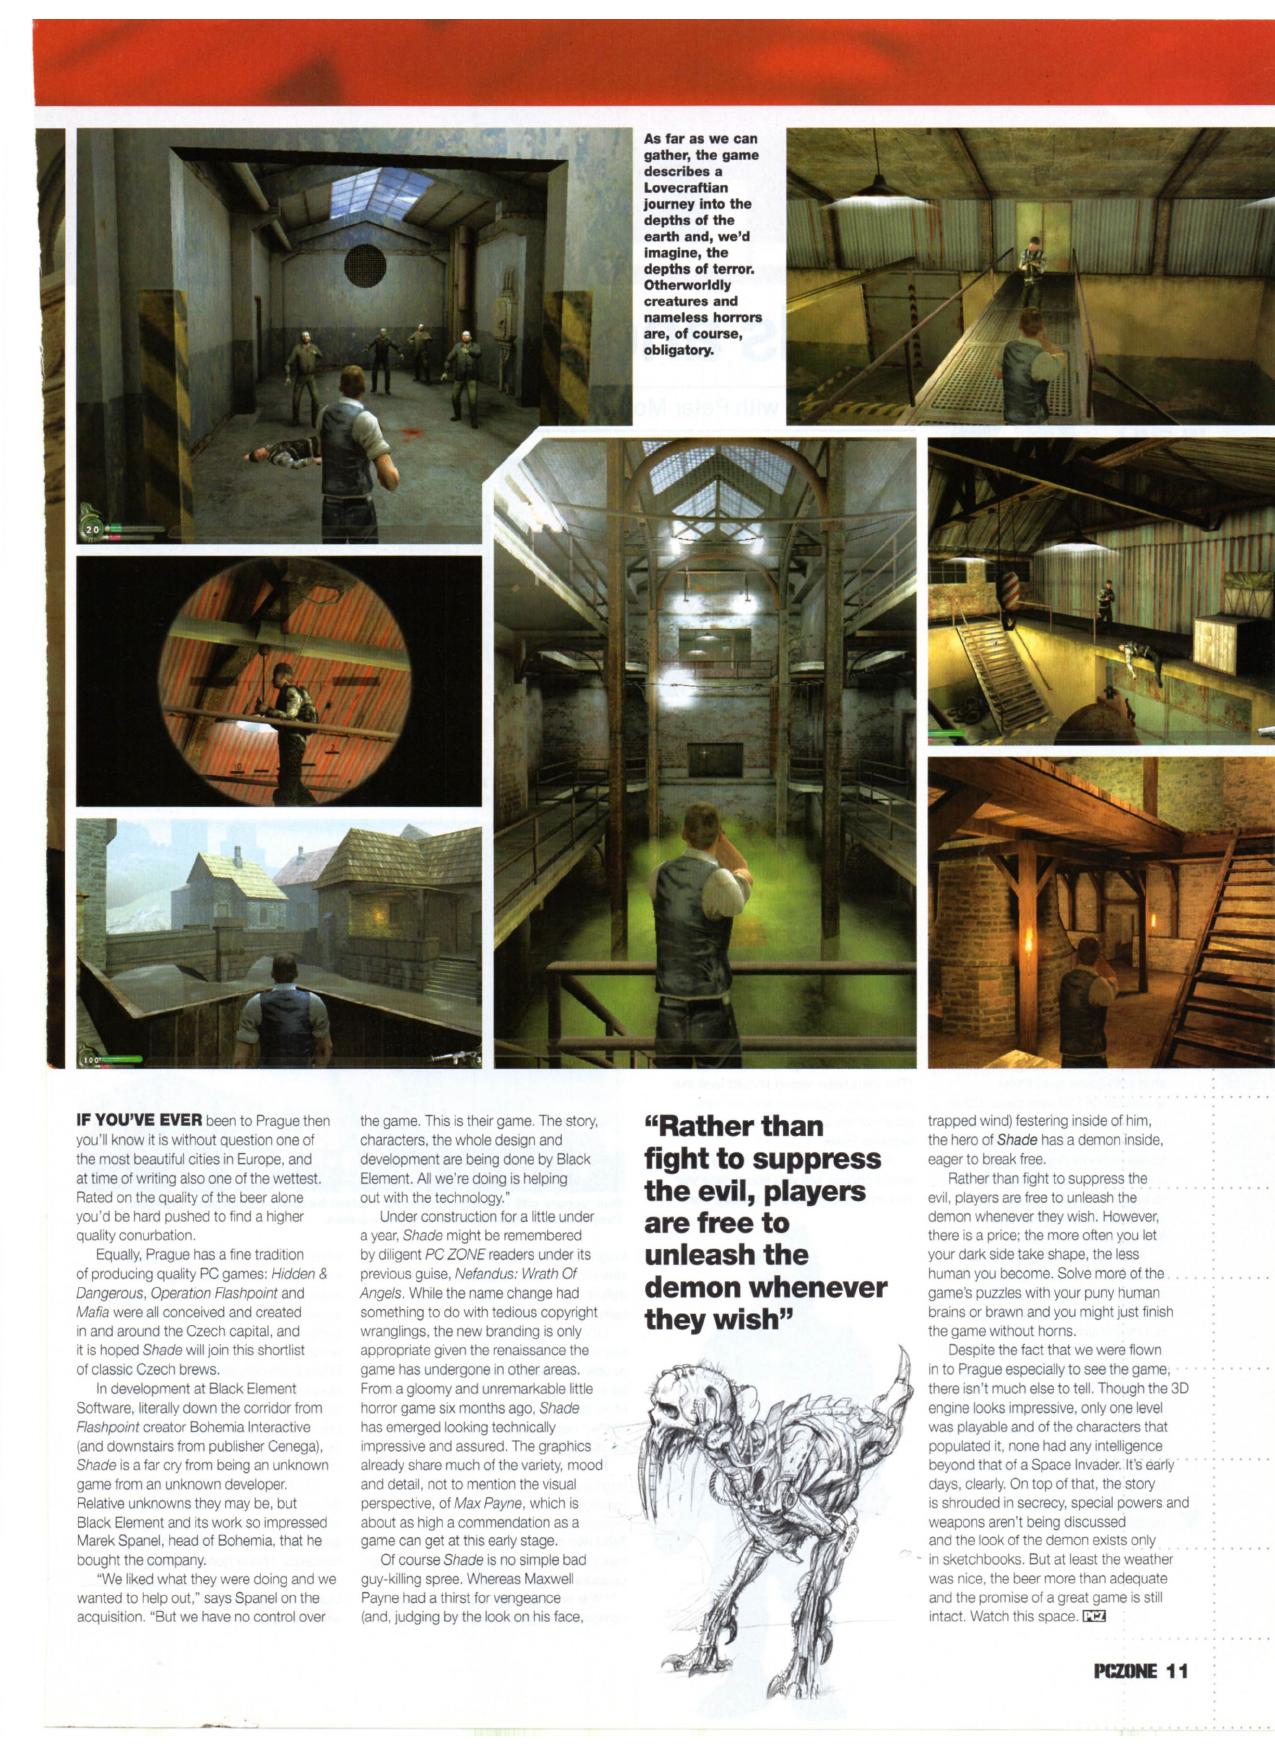 As far as we can
gather, the game
describes a
Lovecraftian
journey into the
depths of the
earth and, we'd
imagine, the
depths of terror.
Otherworldly
creatures and
nameless horrors
are, of course,
obligatory.
20
100
3
IF YOU'VE EVER been to Prague then
you'll know it is without question one of
the most beautiful cities in Europe, and
at time of writing also one of the wettest.
Rated on the quality of the beer alone
you'd be hard pushed to find a higher
quality conurbation.
Equally, Prague has a fine tradition
of producing quality PC games: Hidden &
Dangerous, Operation Flashpoint and
Mafia were all conceived and created
in and around the Czech capital, and
it is hoped Shade will join this shortlist
of classic Czech brews.
In development at Black Element
Software, literally down the corridor from
Flashpoint creator Bohemia Interactive
(and downstairs from publisher Cenega),
Shade is a far cry from being an unknown
game from an unknown developer.
Relative unknowns they may be, but
Black Element and its work so impressed
Marek Spanel, head of Bohemia, that he
bought the company.
"We liked what they were doing and we
wanted to help out," says Spanel on the
acquisition. "But we have no control over
the game. This is their game. The story,
characters, the whole design and
development are being done by Black
Element. All we're doing is helping
out with the technology."
Under construction for a little under
a year, Shade might be remembered
by diligent PC ZONE readers under its
previous guise, Nefandus: Wrath Of
Angels. While the name change had
something to do with tedious copyright
wranglings, the new branding is only
appropriate given the renaissance the
game has undergone in other areas.
From a gloomy and unremarkable little
horror game six months ago, Shade
has emerged looking technically
impressive and assured. The graphics
already share much of the variety, mood
and detail, not to mention the visual
perspective, of Max Payne, which is
about as high a commendation as a
game can get at this early stage.
Of course Shade is no simple bad
guy-killing spree. Whereas Maxwell
Payne had a thirst for vengeance
(and, judging by the look on his face,
"Rather than
fight to suppress
the evil, players
are free to
unleash the
demon whenever
they wish"
trapped wind) festering inside of him,
the hero of Shade has a demon inside,
eager to break free.
Rather than fight to suppress the
evil, players are free to unleash the
demon whenever they wish. However,
there is a price; the more often you let
your dark side take shape, the less
human you become. Solve more of the
game's puzzles with your puny human
brains or brawn and you might just finish
the game without horns.
Despite the fact that we were flown
in to Prague especially to see the game,
there isn't much else to tell. Though the 3D
engine looks impressive, only one level
was playable and of the characters that
populated it, none had any intelligence
beyond that of a Space Invader. It's early
days, clearly. On top of that, the story
is shrouded in secrecy, special powers and
weapons aren't being discussed
and the look of the demon exists only
in sketchbooks. But at least the weather
was nice, the beer more than adequate
and the promise of a great game is still
intact. Watch this space. PCZ
PCZONE 11